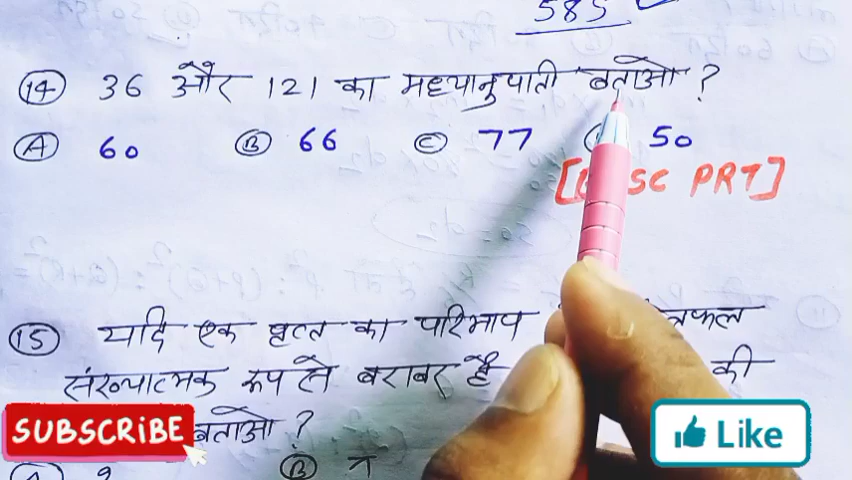 585
14 36 और 121 का मध्यानुपाती बताओ ?
A 60 B 66 C 77 50
[ SC PRT]
15 यदि एक वृत्त का परिमाप
संख्यात्मक रूप से बराबर है की
बताओ ?
SUBSCRIBE
Like
A 9 B